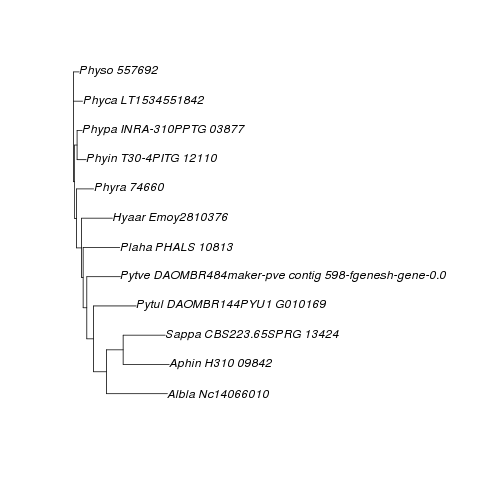 Physo 557692
Phyca LT1534551842
Phypa INRA-310PPTG 03877
Phyin T30-4PITG 12110
Phyra 74660
Hyaar Emoy2810376
Plaha PHALS 10813
Pytve DAOMBR484maker-pve contig 598-fgenesh-gene-0.0
Pytul DAOMBR144PYU1 G010169
Sappa CBS223.65SPRG 13424
Aphin H310 09842
Albla Nc14066010